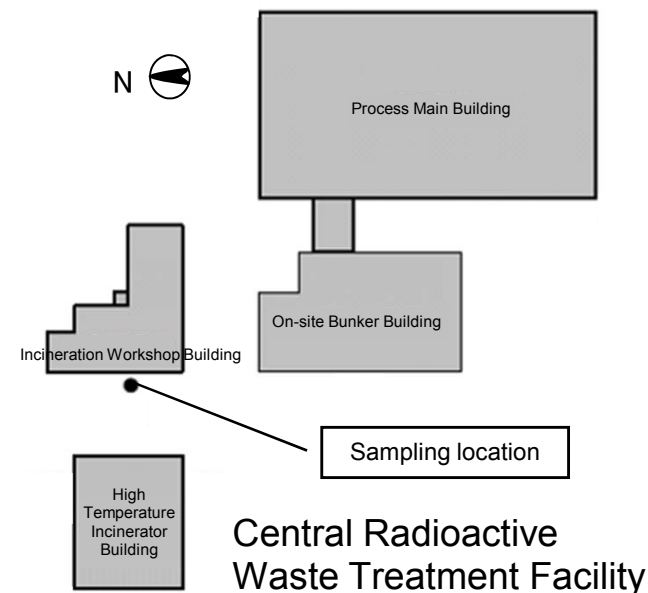 N
Process Main Building
On-site Bunker Building
Incineration Workshop Building
Sampling location
High
Temperature
Incinerator
Building
Central Radioactive
Waste Treatment Facility